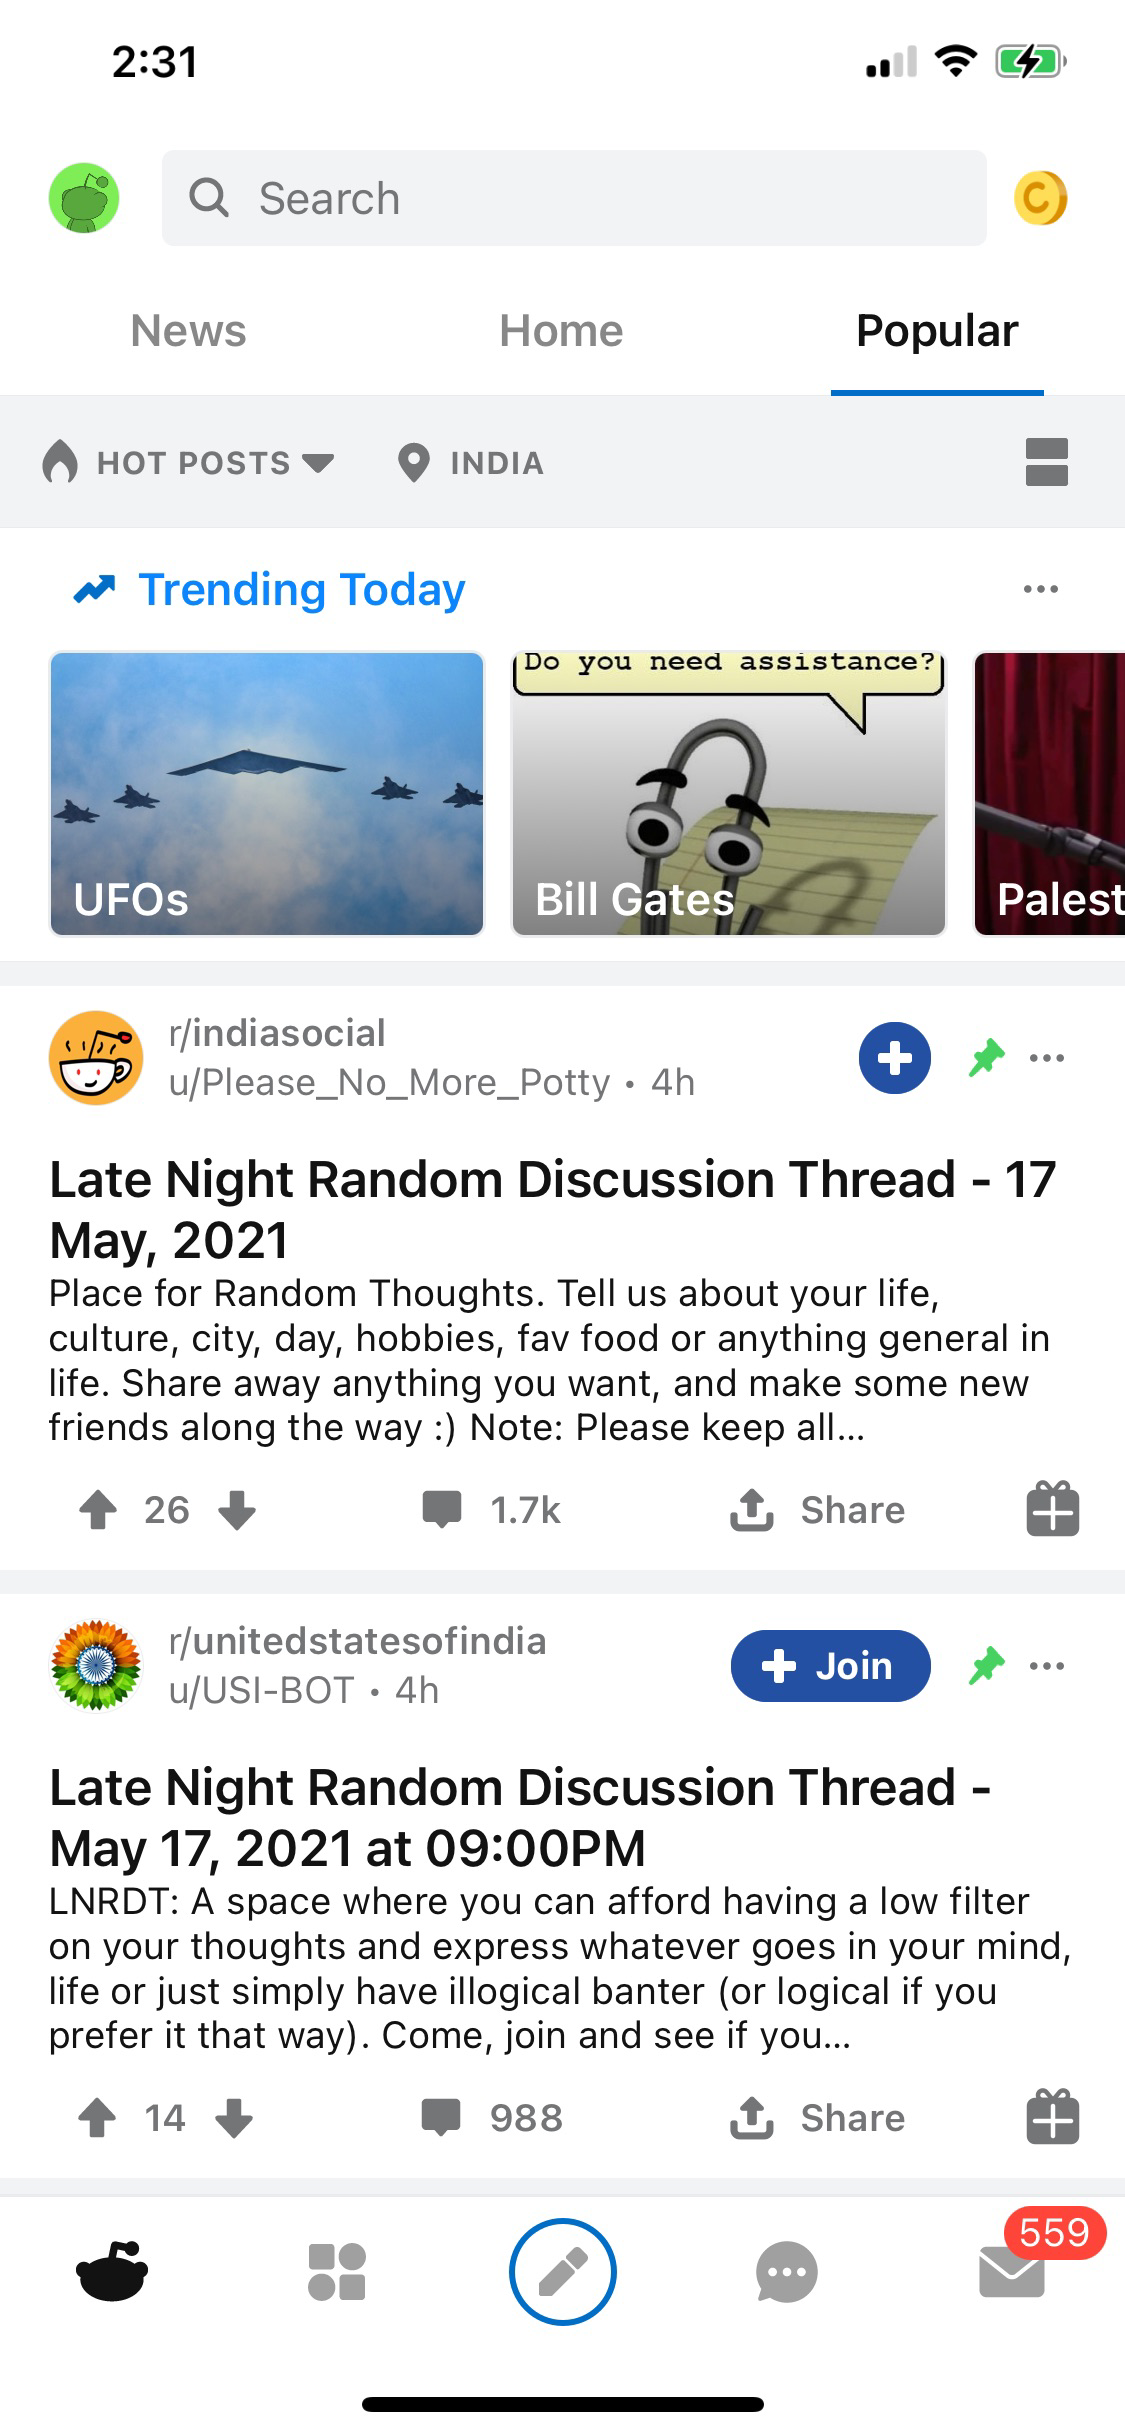 2:31
Search
News Home Popular
HOT POSTS INDIA
Trending Today
Do you need assistance?
UFOs
Bill Gates
Palest
r/indiasocial
u/Please_No_More_Potty • 4h
Late Night Random Discussion Thread - 17
May, 2021
Place for Random Thoughts. Tell us about your life,
culture, city, day, hobbies, fav food or anything general in
life. Share away anything you want, and make some new
friends along the way :) Note: Please keep all...
26 1.7k Share
r/unitedstatesofindia
u/USI-BOT • 4h
Join
Late Night Random Discussion Thread -
May 17, 2021 at 09:00PM
LNRDT: A space where you can afford having a low filter
on your thoughts and express whatever goes in your mind,
life or just simply have illogical banter (or logical if you
prefer it that way). Come, join and see if you...
14 988 Share
559